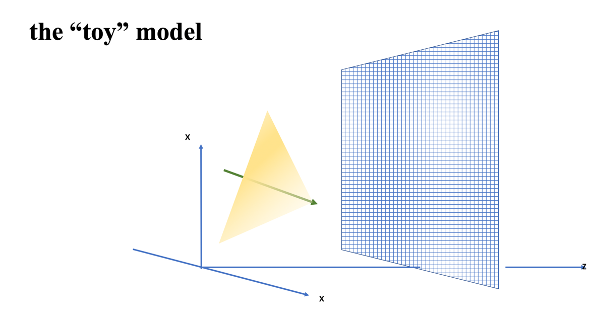 the “toy” model
x
z
x